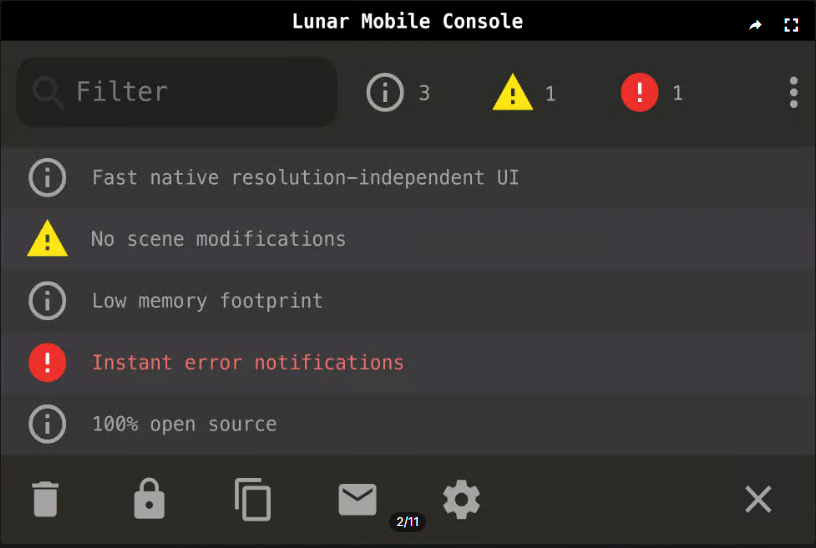 Lunar Mobile Console
Filter 3 1 1
Fast native resolution-independent UI
No scene modifications
Low memory footprint
Instant error notifications
100% open source
2/11